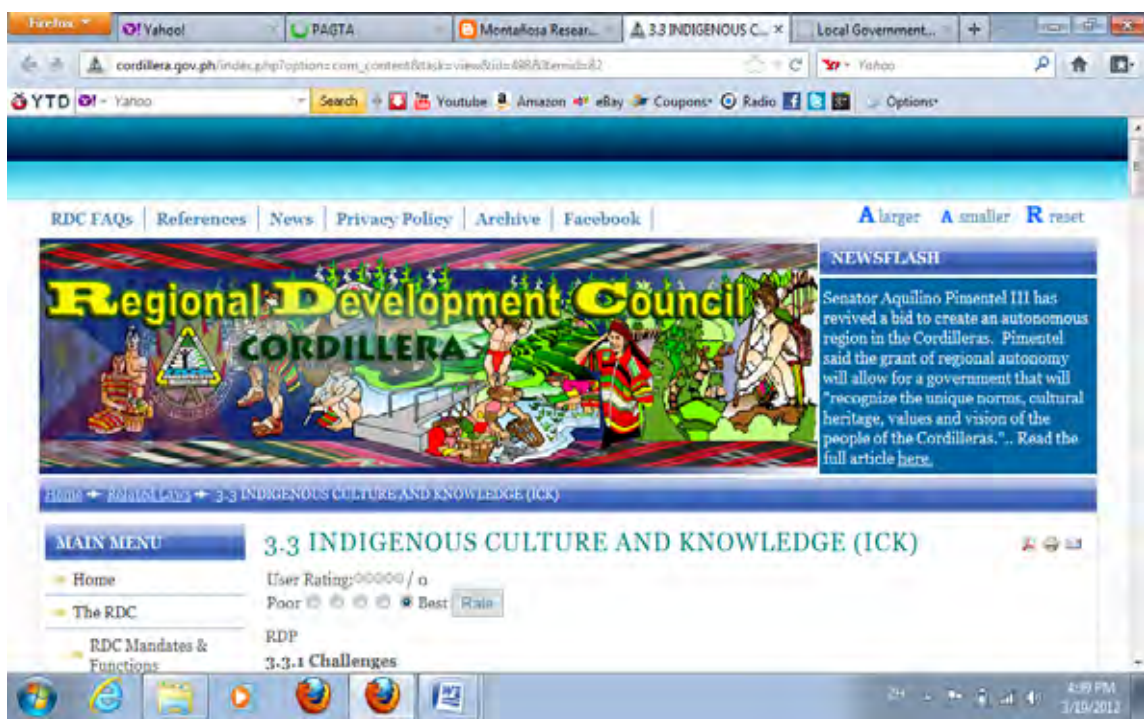 Firefox
Yahoo!
PAGTA
Montañosa Resear...
3.3 INDIGENOUS C... ×
Local Government,...
+
cordillera.gov.ph/index.php?option=com_content&task=view&id=498&Itemid=82
Yahoo
YTD Yahoo
Search
Youtube
Amazon
eBay
Coupons
Radio
Options
RDC FAQs | References | News | Privacy Policy | Archive | Facebook |
A larger A smaller R reset
Regional Development Council
CORDILLERA
NEWSFLASH
Senator Aquilino Pimentel III has
revived a bid to create an autonomous
region in the Cordilleras. Pimentel
said the grant of regional autonomy
will allow for a government that will
"recognize the unique norms, cultural
heritage, values and vision of the
people of the Cordilleras."... Read the
full article here.
Home Related Laws 3.3 INDIGENOUS CULTURE AND KNOWLEDGE (ICK)
MAIN MENU
Home
The RDC
RDC Mandates &
Functions
3.3 INDIGENOUS CULTURE AND KNOWLEDGE (ICK)
User Rating: / 0
Poor Best Rate
RDP
3.3.1 Challenges
ZH
4:39 PM
3/19/2012